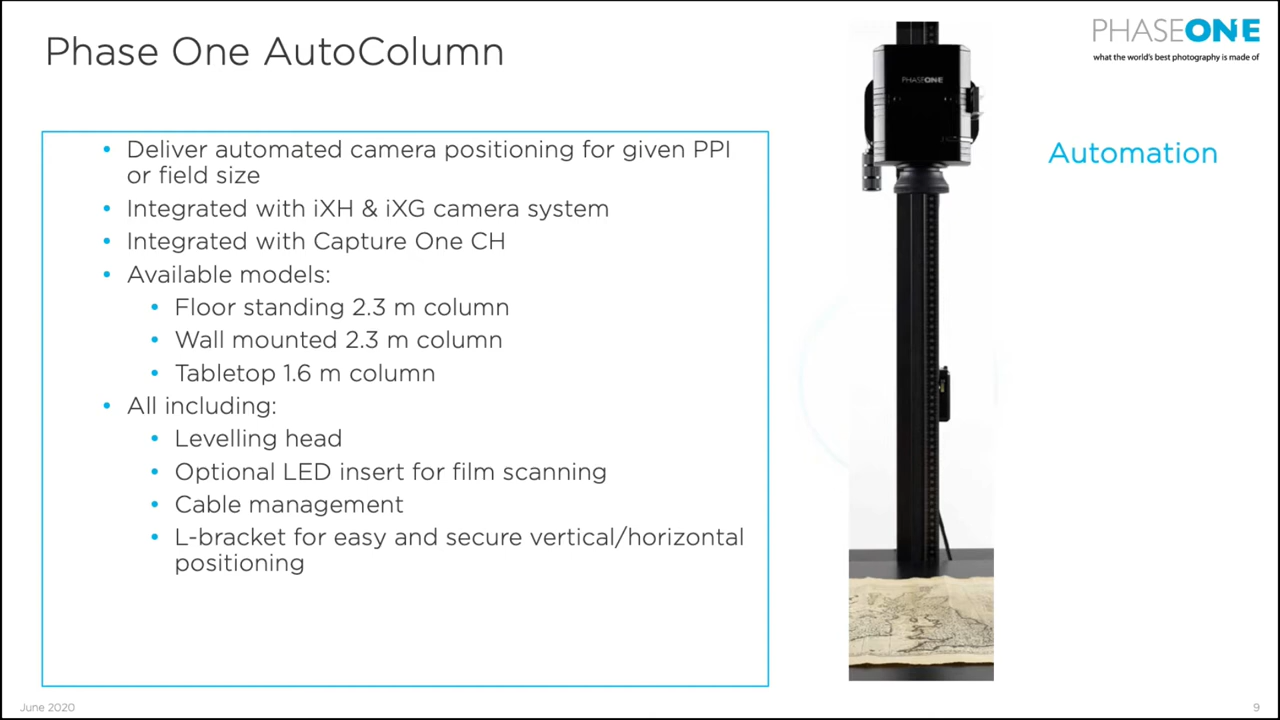 Phase One AutoColumn
PHASEONE
what the world's best photography is made of
PHASEONE
Automation
• Deliver automated camera positioning for given PPI
or field size
• Integrated with iXH & iXG camera system
• Integrated with Capture One CH
• Available models:
• Floor standing 2.3 m column
• Wall mounted 2.3 m column
• Tabletop 1.6 m column
• All including:
• Levelling head
• Optional LED insert for film scanning
• Cable management
• L-bracket for easy and secure vertical/horizontal
positioning
June 2020
9